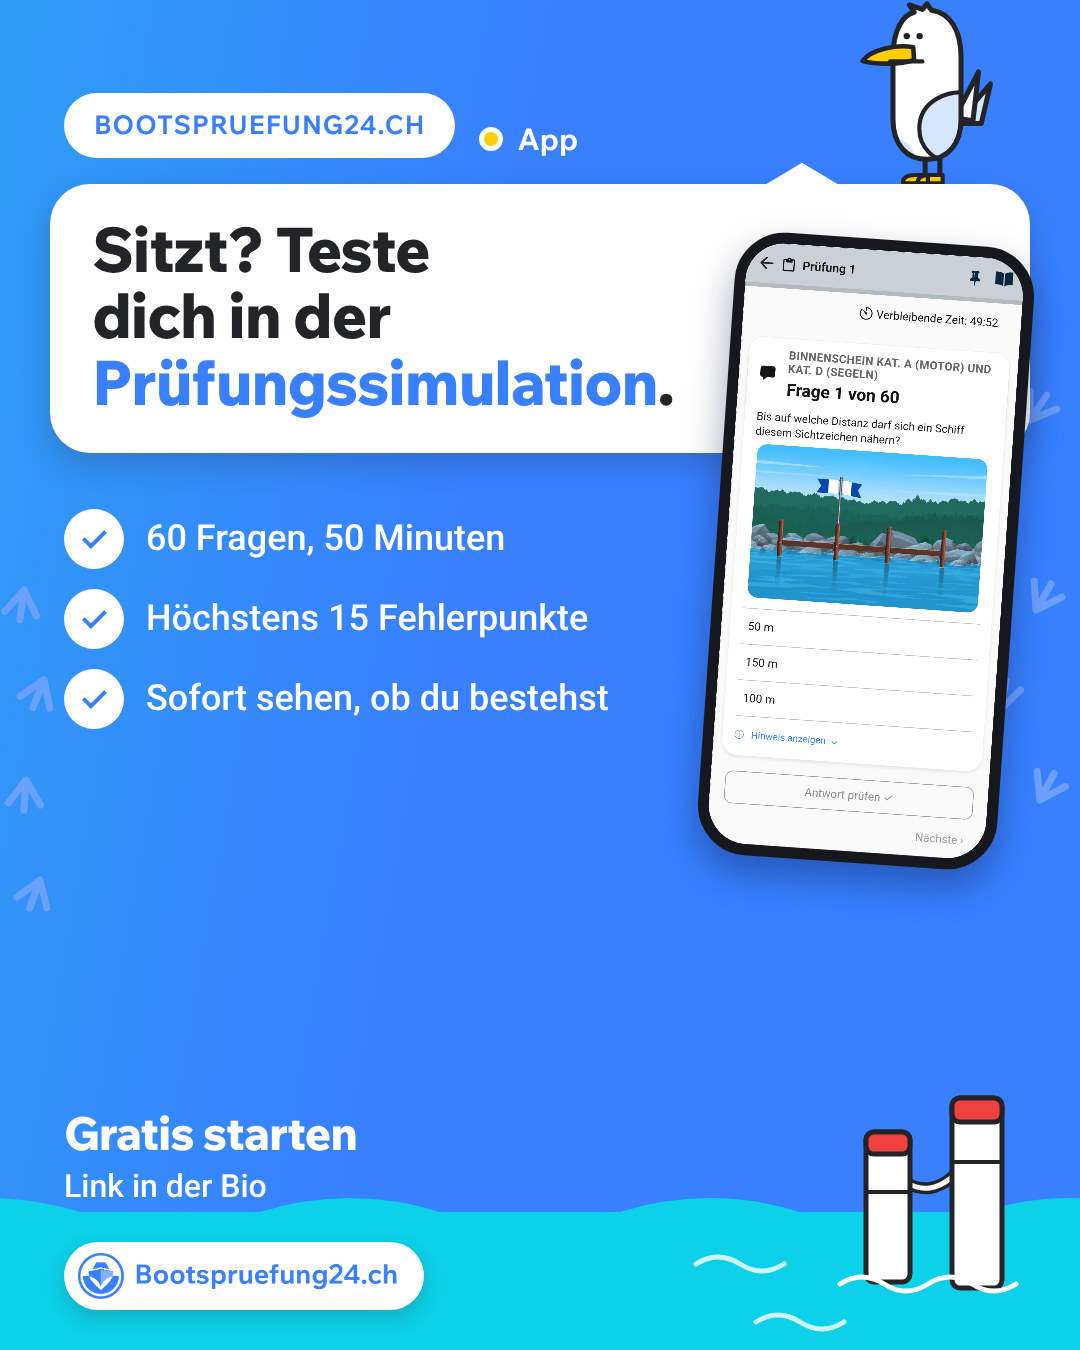 BOOTSPRUEFUNG24.CH
App
Sitzt? Teste
dich in der
Prüfungssimulation.
60 Fragen, 50 Minuten
Höchstens 15 Fehlerpunkte
Sofort sehen, ob du bestehst
Prüfung 1
Verbleibende Zeit: 49:52
BINNENSCHEIN KAT. A (MOTOR) UND
KAT. D (SEGELN)
Frage 1 von 60
Bis auf welche Distanz darf sich ein Schiff
diesem Sichtzeichen nähern?
50 m
150 m
100 m
Hinweis anzeigen
Antwort prüfen
Nächste ›
Gratis starten
Link in der Bio
Bootspruefung24.ch